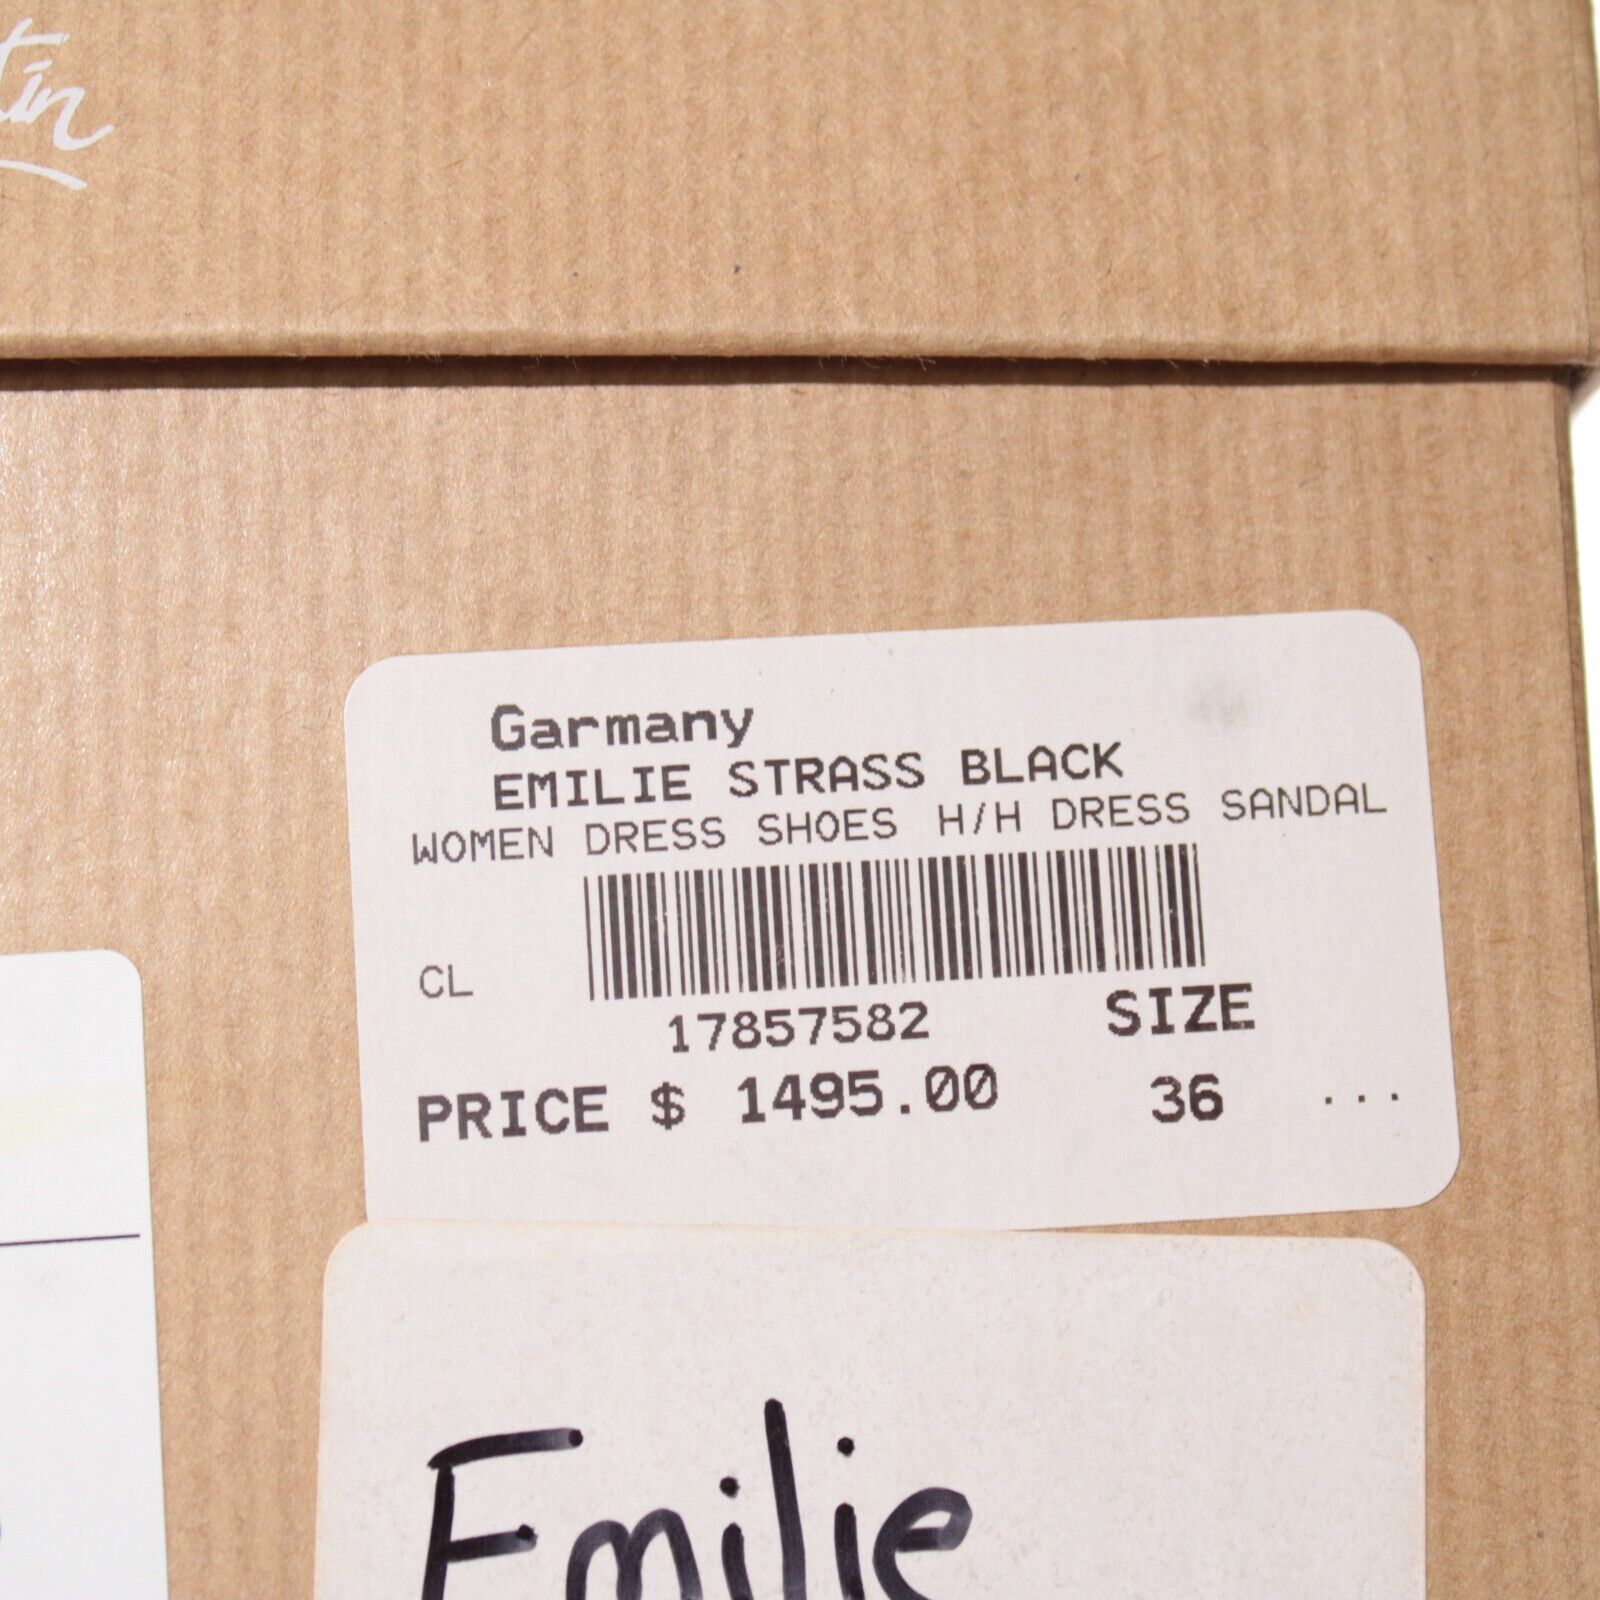 Garmany
EMILIE STRASS BLACK
WOMEN DRESS SHOES H/H DRESS SANDAL
CL
17857582 SIZE
PRICE $ 1495.00 36 ...
Emilie